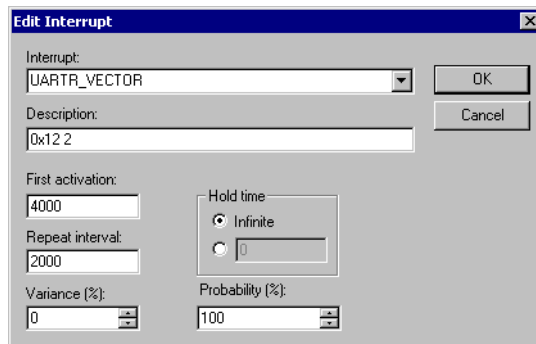 Edit Interrupt
Interrupt:
UARTR_VECTOR
OK
Description:
Cancel
0x12 2
First activation:
4000
Hold time
Infinite
Repeat interval:
0
2000
Variance (%):
Probability (%):
0
100